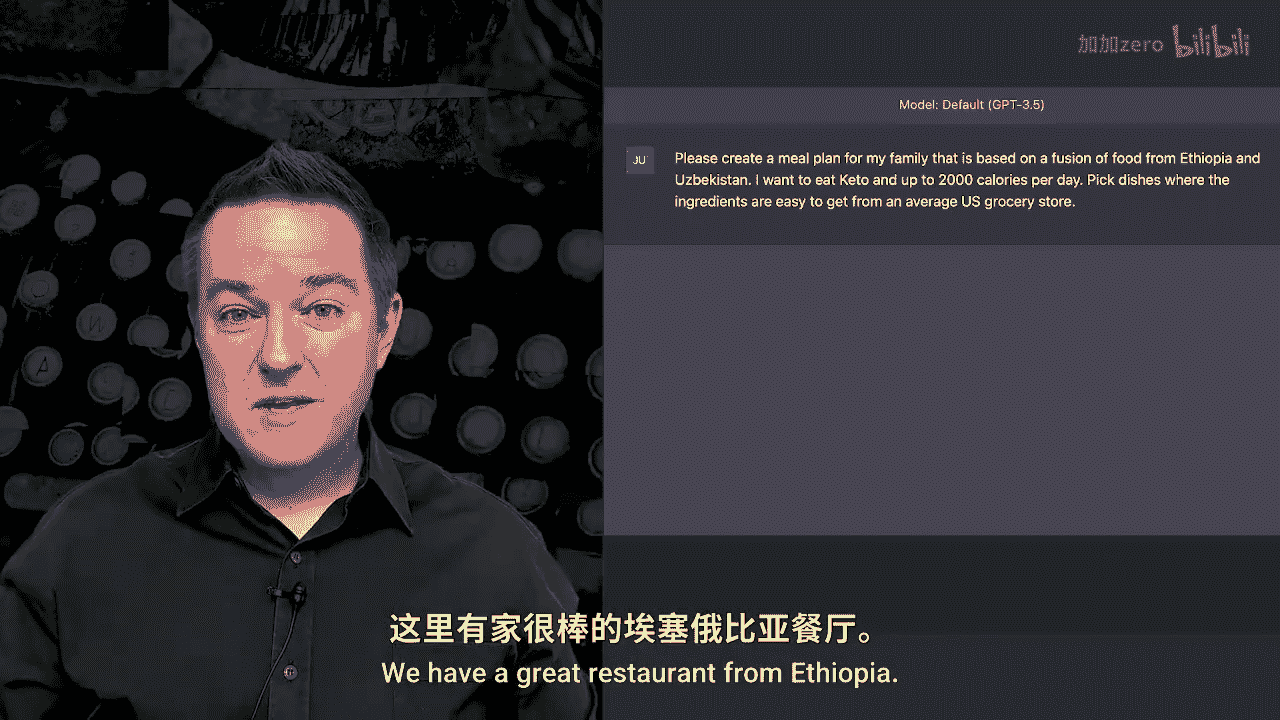 加加zero bilibili
Model: Default (GPT-3.5)
JU
Please create a meal plan for my family that is based on a fusion of food from Ethiopia and
Uzbekistan. I want to eat Keto and up to 2000 calories per day. Pick dishes where the
ingredients are easy to get from an average US grocery store.
这里有家很棒的埃塞俄比亚餐厅。
We have a great restaurant from Ethiopia.